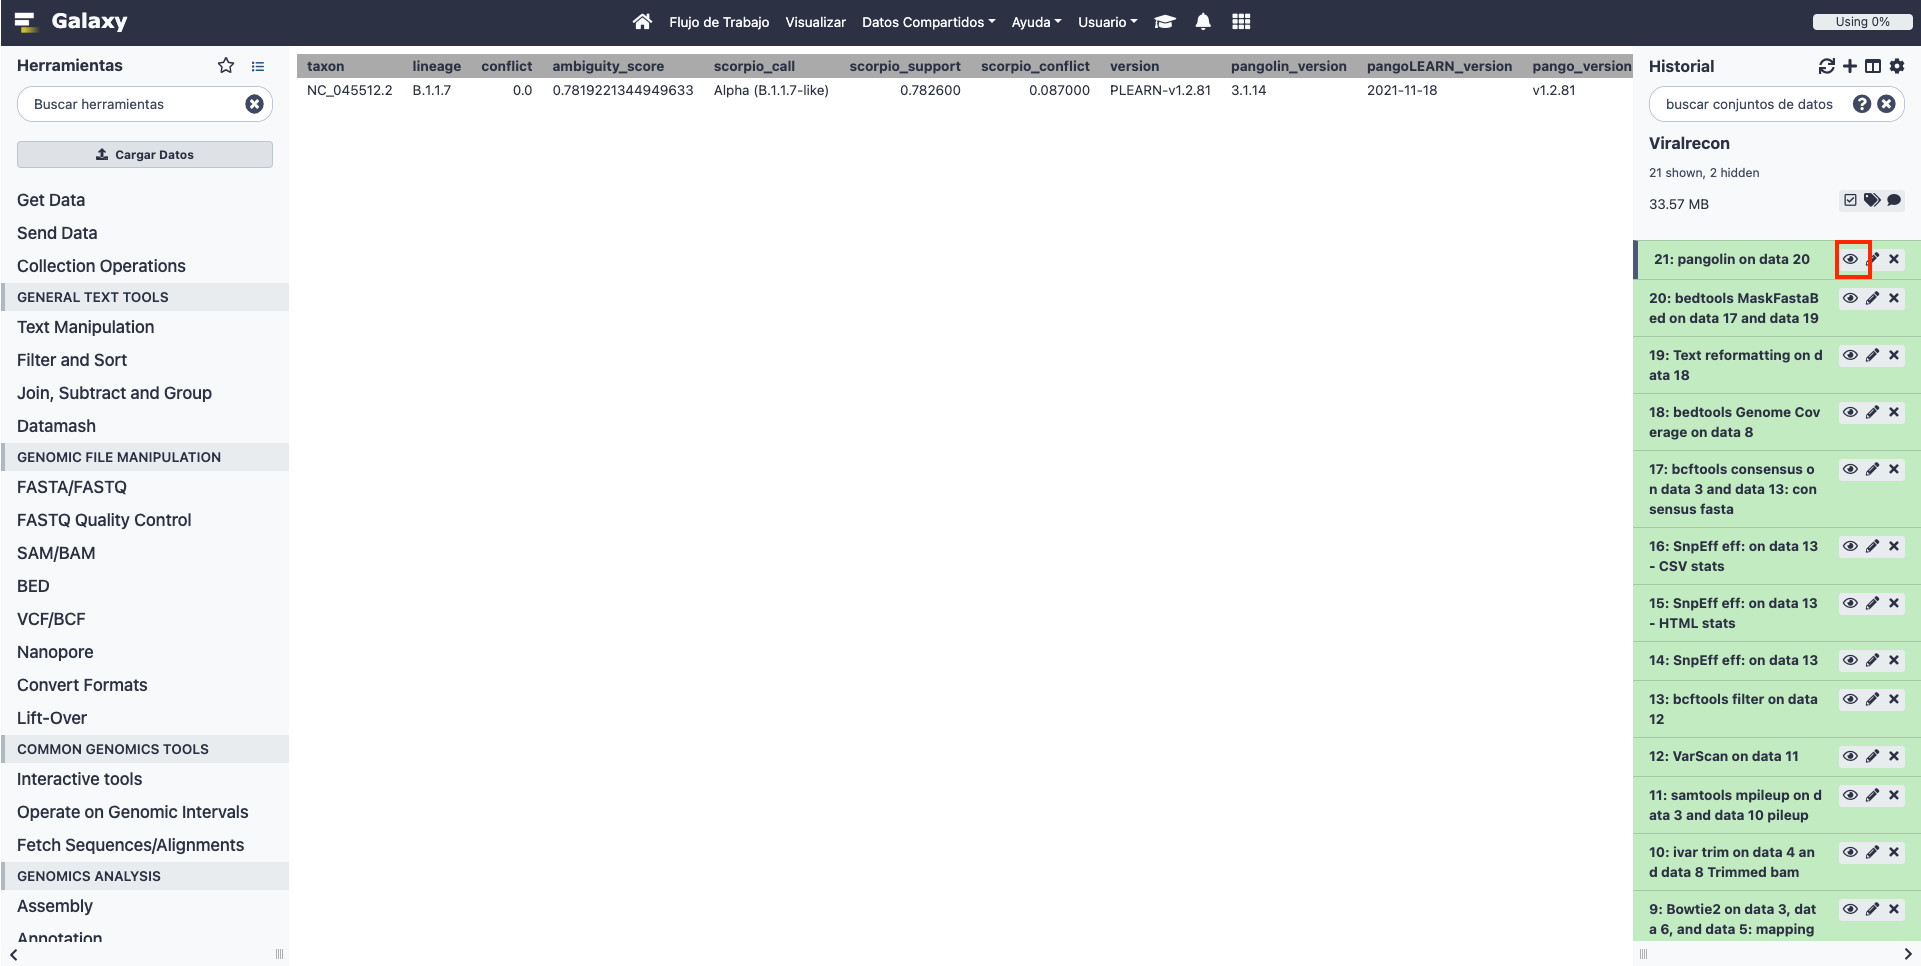 Galaxy
Flujo de Trabajo Visualizar Datos Compartidos Ayuda Usuario
Using 0%
Herramientas
Buscar herramientas
Cargar Datos
Get Data
Send Data
Collection Operations
GENERAL TEXT TOOLS
Text Manipulation
Filter and Sort
Join, Subtract and Group
Datamash
GENOMIC FILE MANIPULATION
FASTA/FASTQ
FASTQ Quality Control
SAM/BAM
BED
VCF/BCF
Nanopore
Convert Formats
Lift-Over
COMMON GENOMICS TOOLS
Interactive tools
Operate on Genomic Intervals
Fetch Sequences/Alignments
GENOMICS ANALYSIS
Assembly
Annotation
taxon lineage conflict ambiguity_score scorpio_call scorpio_support scorpio_conflict version pangolin_version pangoLEARN_version pango_version
NC_045512.2 B.1.1.7 0.0 0.7819221344949633 Alpha (B.1.1.7-like) 0.782600 0.087000 PLEARN-v1.2.81 3.1.14 2021-11-18 v1.2.81
Historial
buscar conjuntos de datos
Viralrecon
21 shown, 2 hidden
33.57 MB
21: pangolin on data 20
20: bedtools MaskFastaB
ed on data 17 and data 19
19: Text reformatting on d
ata 18
18: bedtools Genome Cov
erage on data 8
17: bcftools consensus o
n data 3 and data 13: con
sensus fasta
16: SnpEff eff: on data 13
- CSV stats
15: SnpEff eff: on data 13
- HTML stats
14: SnpEff eff: on data 13
13: bcftools filter on data
12
12: VarScan on data 11
11: samtools mpileup on d
ata 3 and data 10 pileup
10: ivar trim on data 4 an
d data 8 Trimmed bam
9: Bowtie2 on data 3, dat
a 6, and data 5: mapping